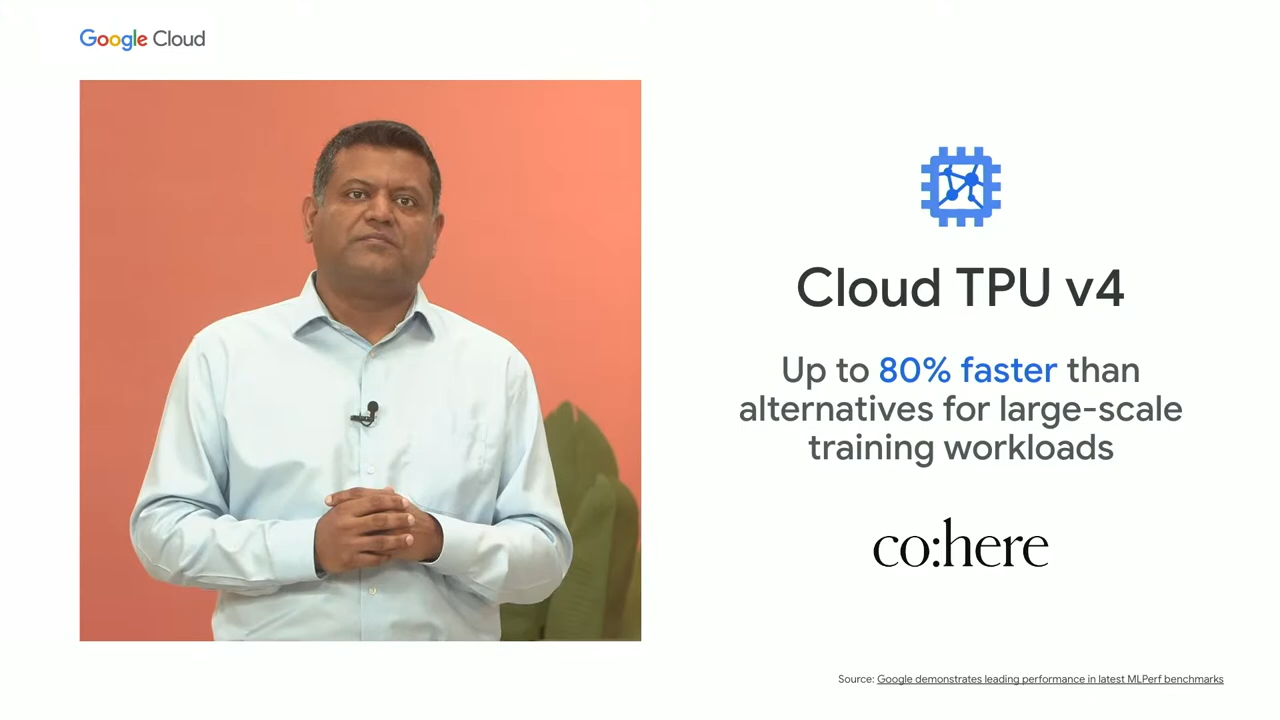 Google Cloud
Cloud TPU v4
Up to 80% faster than
alternatives for large-scale
training workloads
co:here
Source: Google demonstrates leading performance in latest MLPerf benchmarks